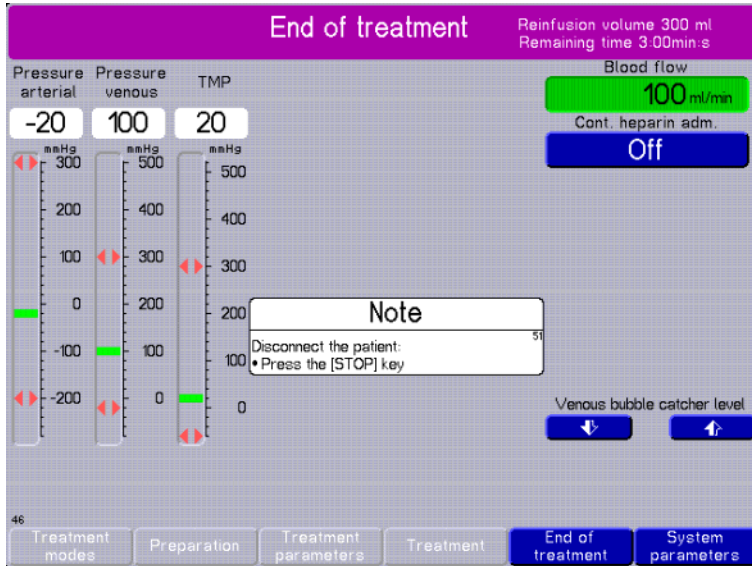 End of treatment
Reinfusion volume 300 ml
Remaining time 3:00min:s
Pressure
arterial
Pressure
venous
TMP
Blood flow
100 ml/min
-20
100
20
Cont. heparin adm.
Off
mmHg
300
200
100
0
-100
-200
mmHg
500
400
300
200
100
0
mmHg
500
400
300
200
100
0
Note
51
Disconnect the patient:
• Press the [STOP] key
Venous bubble catcher level
46
Treatment
modes
Preparation
Treatment
parameters
Treatment
End of
treatment
System
parameters